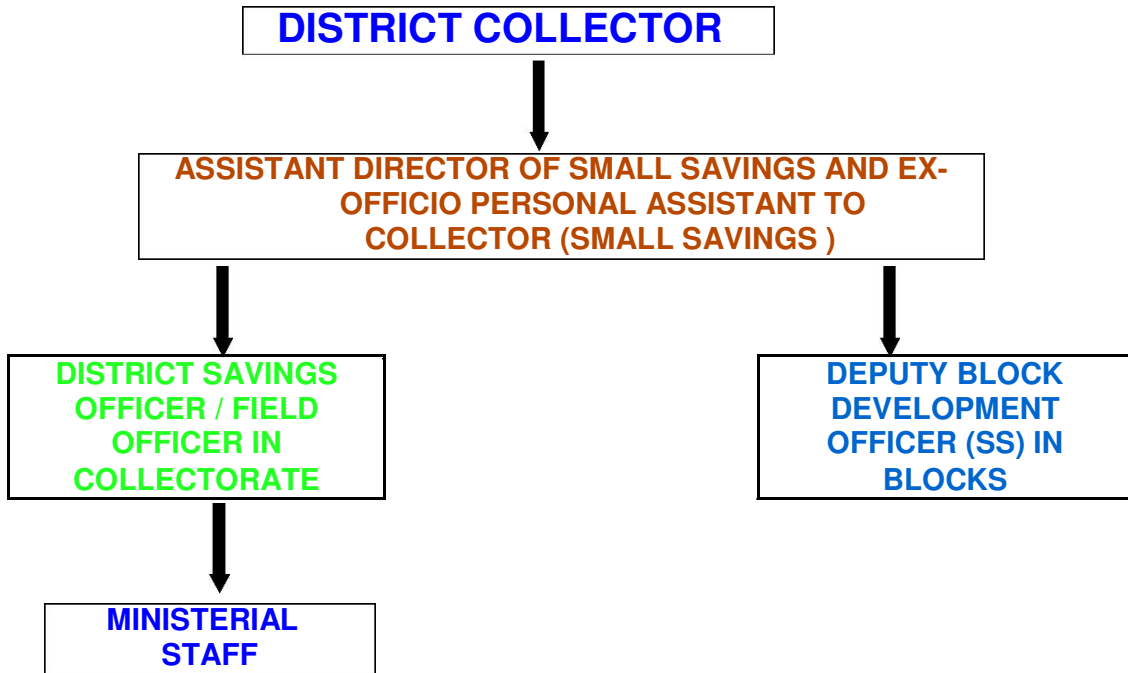 DISTRICT COLLECTOR
ASSISTANT DIRECTOR OF SMALL SAVINGS AND EX-
OFFICIO PERSONAL ASSISTANT TO
COLLECTOR (SMALL SAVINGS )
DISTRICT SAVINGS
OFFICER / FIELD
OFFICER IN
COLLECTORATE
DEPUTY BLOCK
DEVELOPMENT
OFFICER (SS) IN
BLOCKS
MINISTERIAL
STAFF